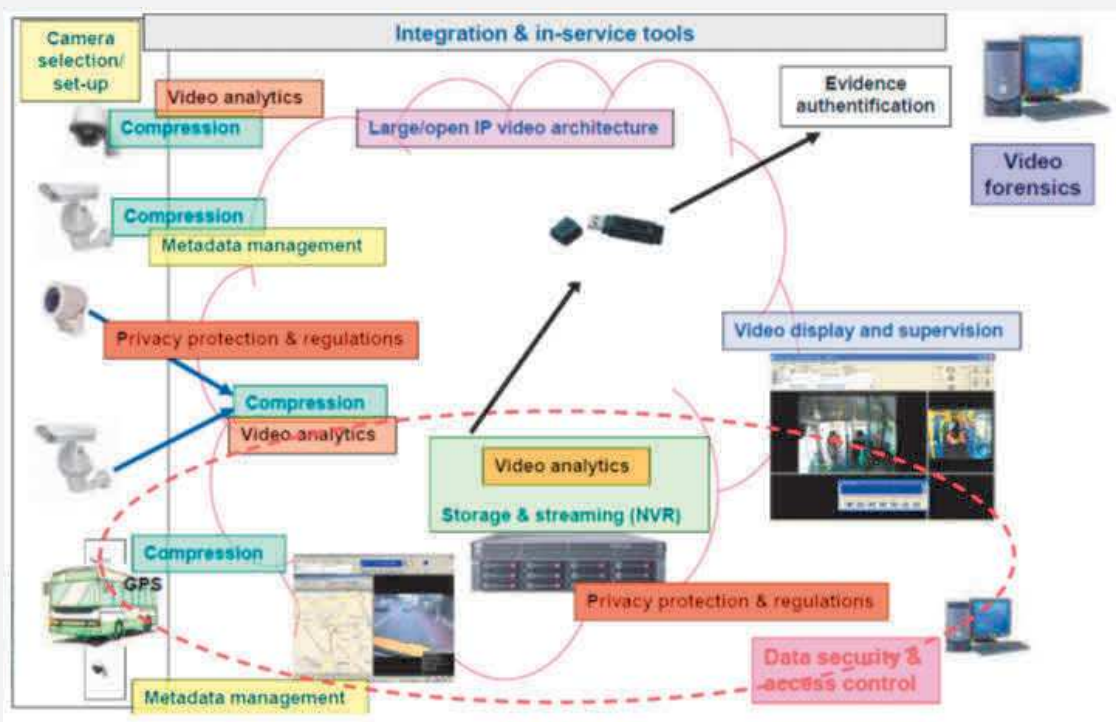 Camera
selection/
set-up
Integration & in-service tools
Video analytics
Compression
Large/open IP video architecture
Evidence
authentification
Video
forensics
Compression
Metadata management
Privacy protection & regulations
Video display and supervision
Compression
Video analytics
Video analytics
Storage & streaming (NVR)
Compression
GPS
Privacy protection & regulations
Data security &
access control
Metadata management